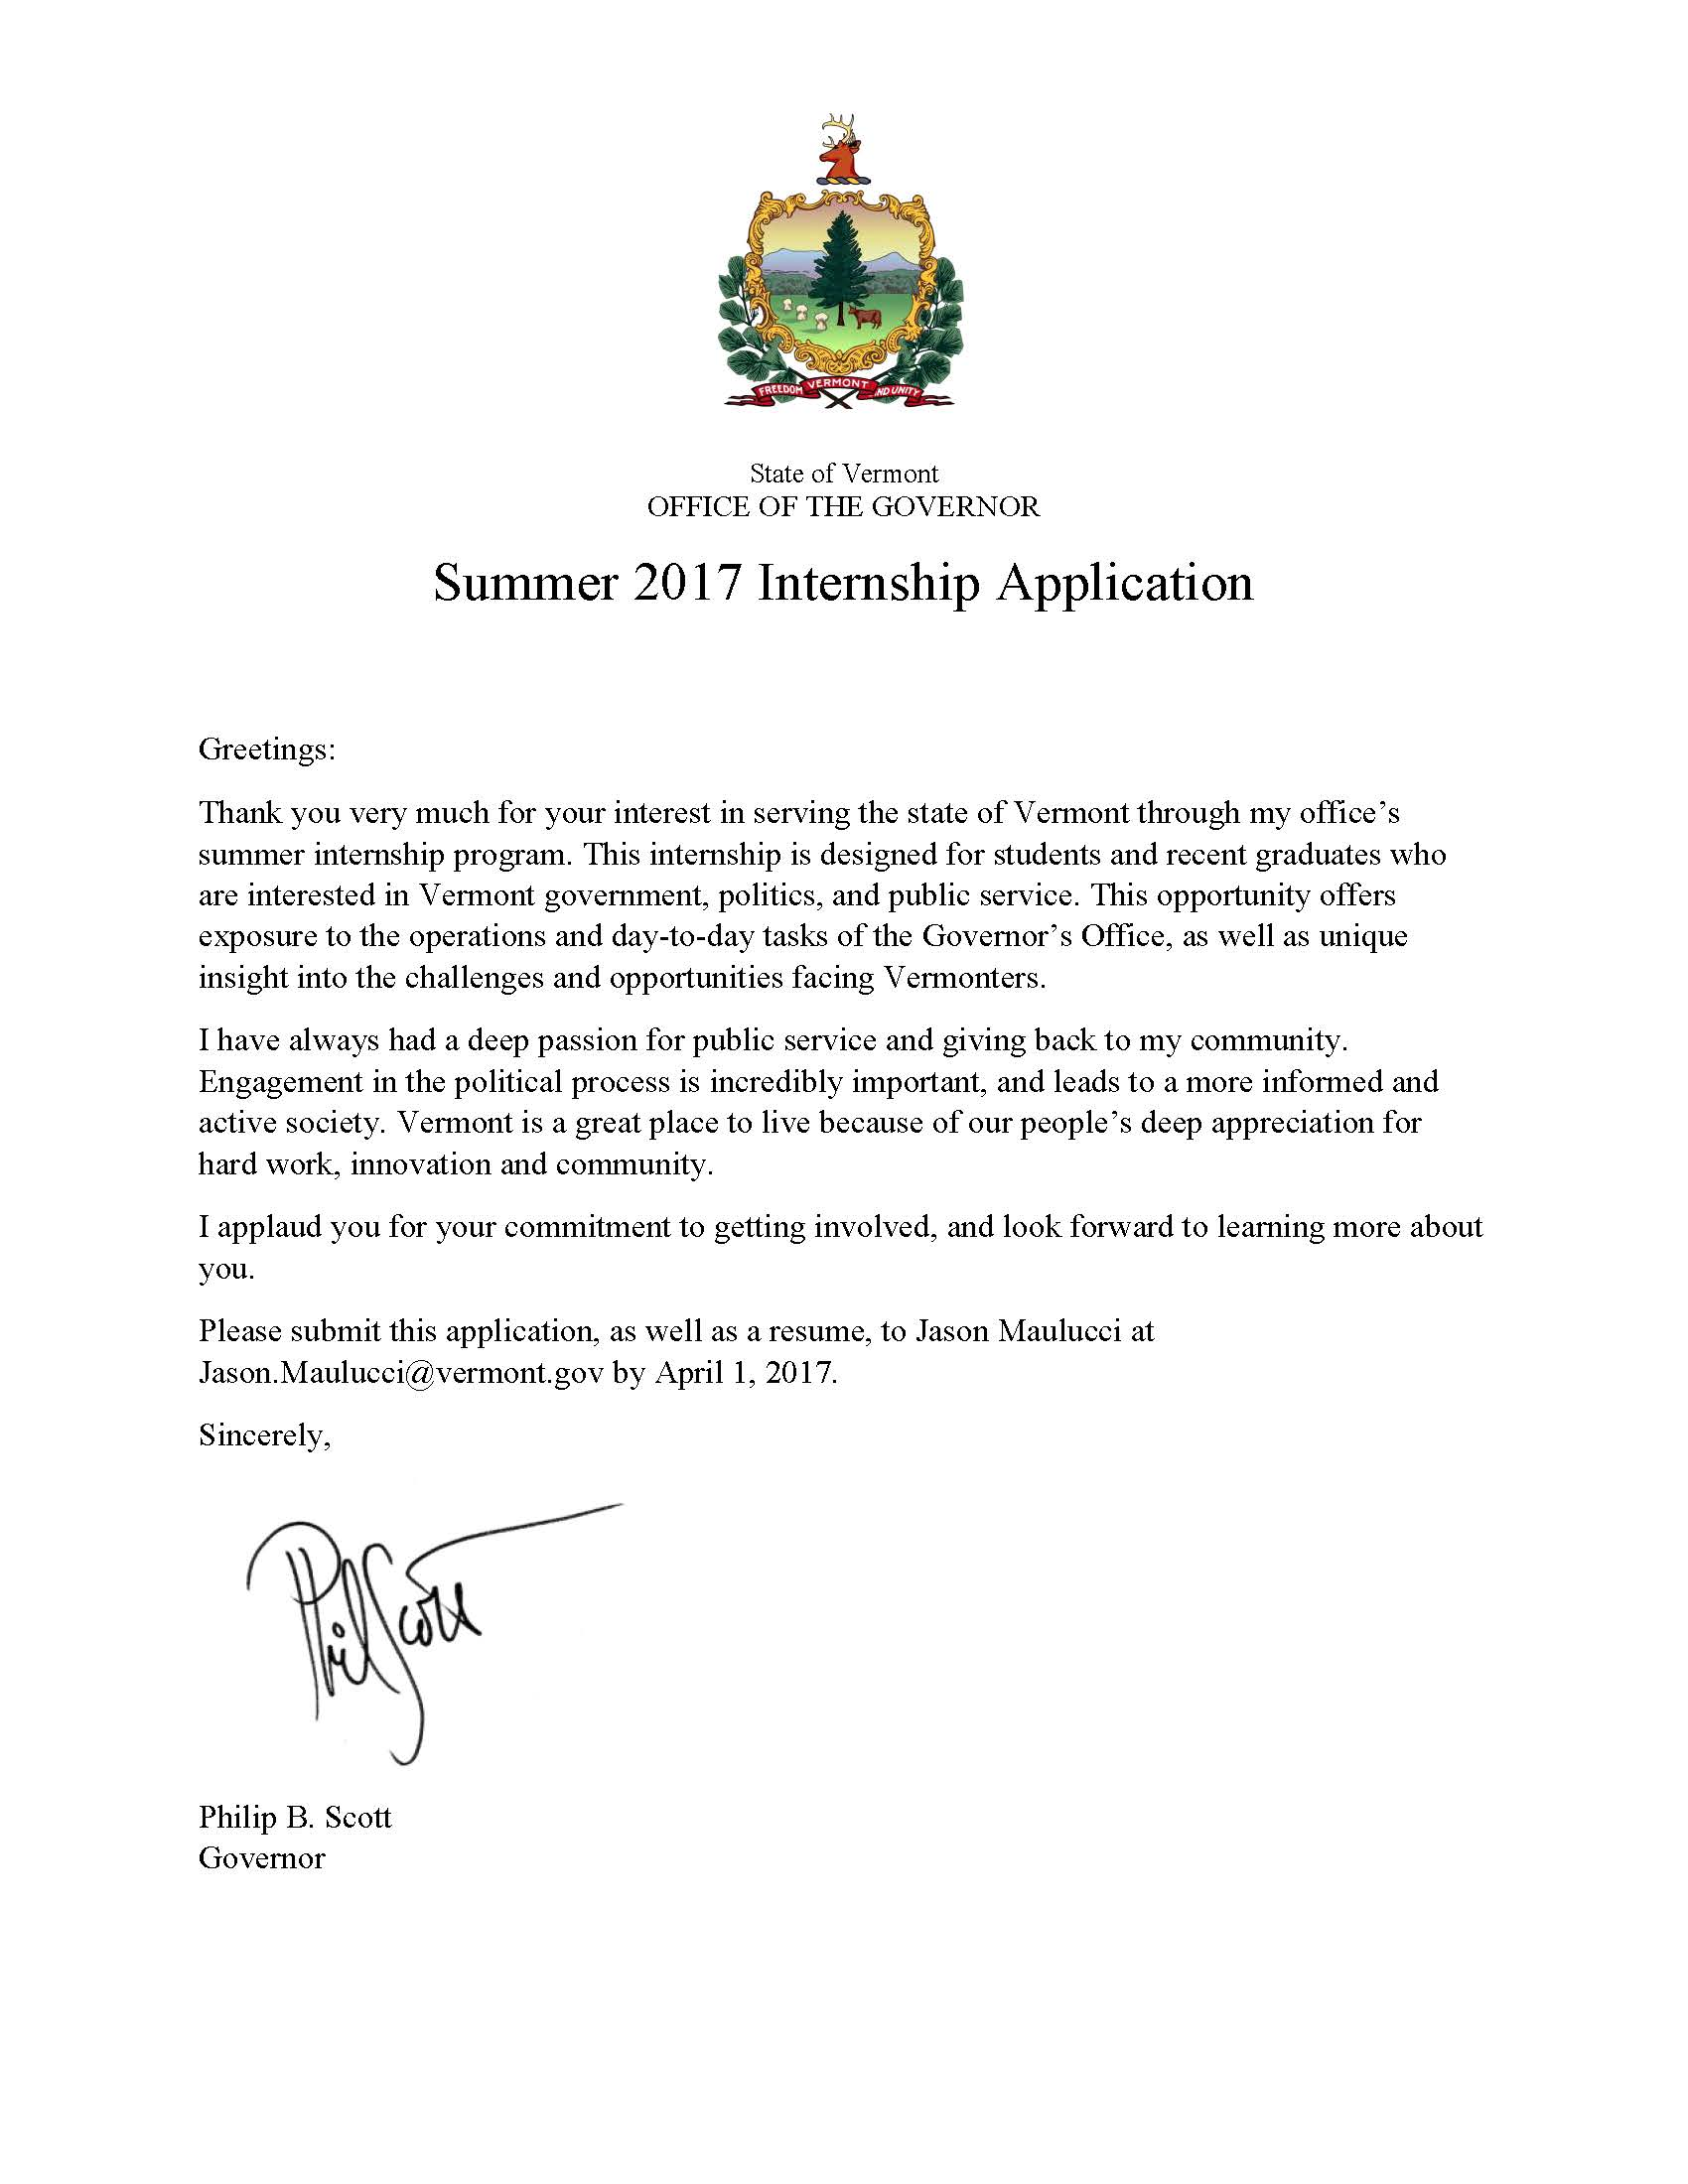 FREEDOM VERMONT ND UNITY
State of Vermont
OFFICE OF THE GOVERNOR
Summer 2017 Internship Application
Greetings:
Thank you very much for your interest in serving the state of Vermont through my office’s
summer internship program. This internship is designed for students and recent graduates who
are interested in Vermont government, politics, and public service. This opportunity offers
exposure to the operations and day-to-day tasks of the Governor’s Office, as well as unique
insight into the challenges and opportunities facing Vermonters.
I have always had a deep passion for public service and giving back to my community.
Engagement in the political process is incredibly important, and leads to a more informed and
active society. Vermont is a great place to live because of our people’s deep appreciation for
hard work, innovation and community.
I applaud you for your commitment to getting involved, and look forward to learning more about
you.
Please submit this application, as well as a resume, to Jason Maulucci at
Jason.Maulucci@vermont.gov by April 1, 2017.
Sincerely,
Phil Scott
Philip B. Scott
Governor